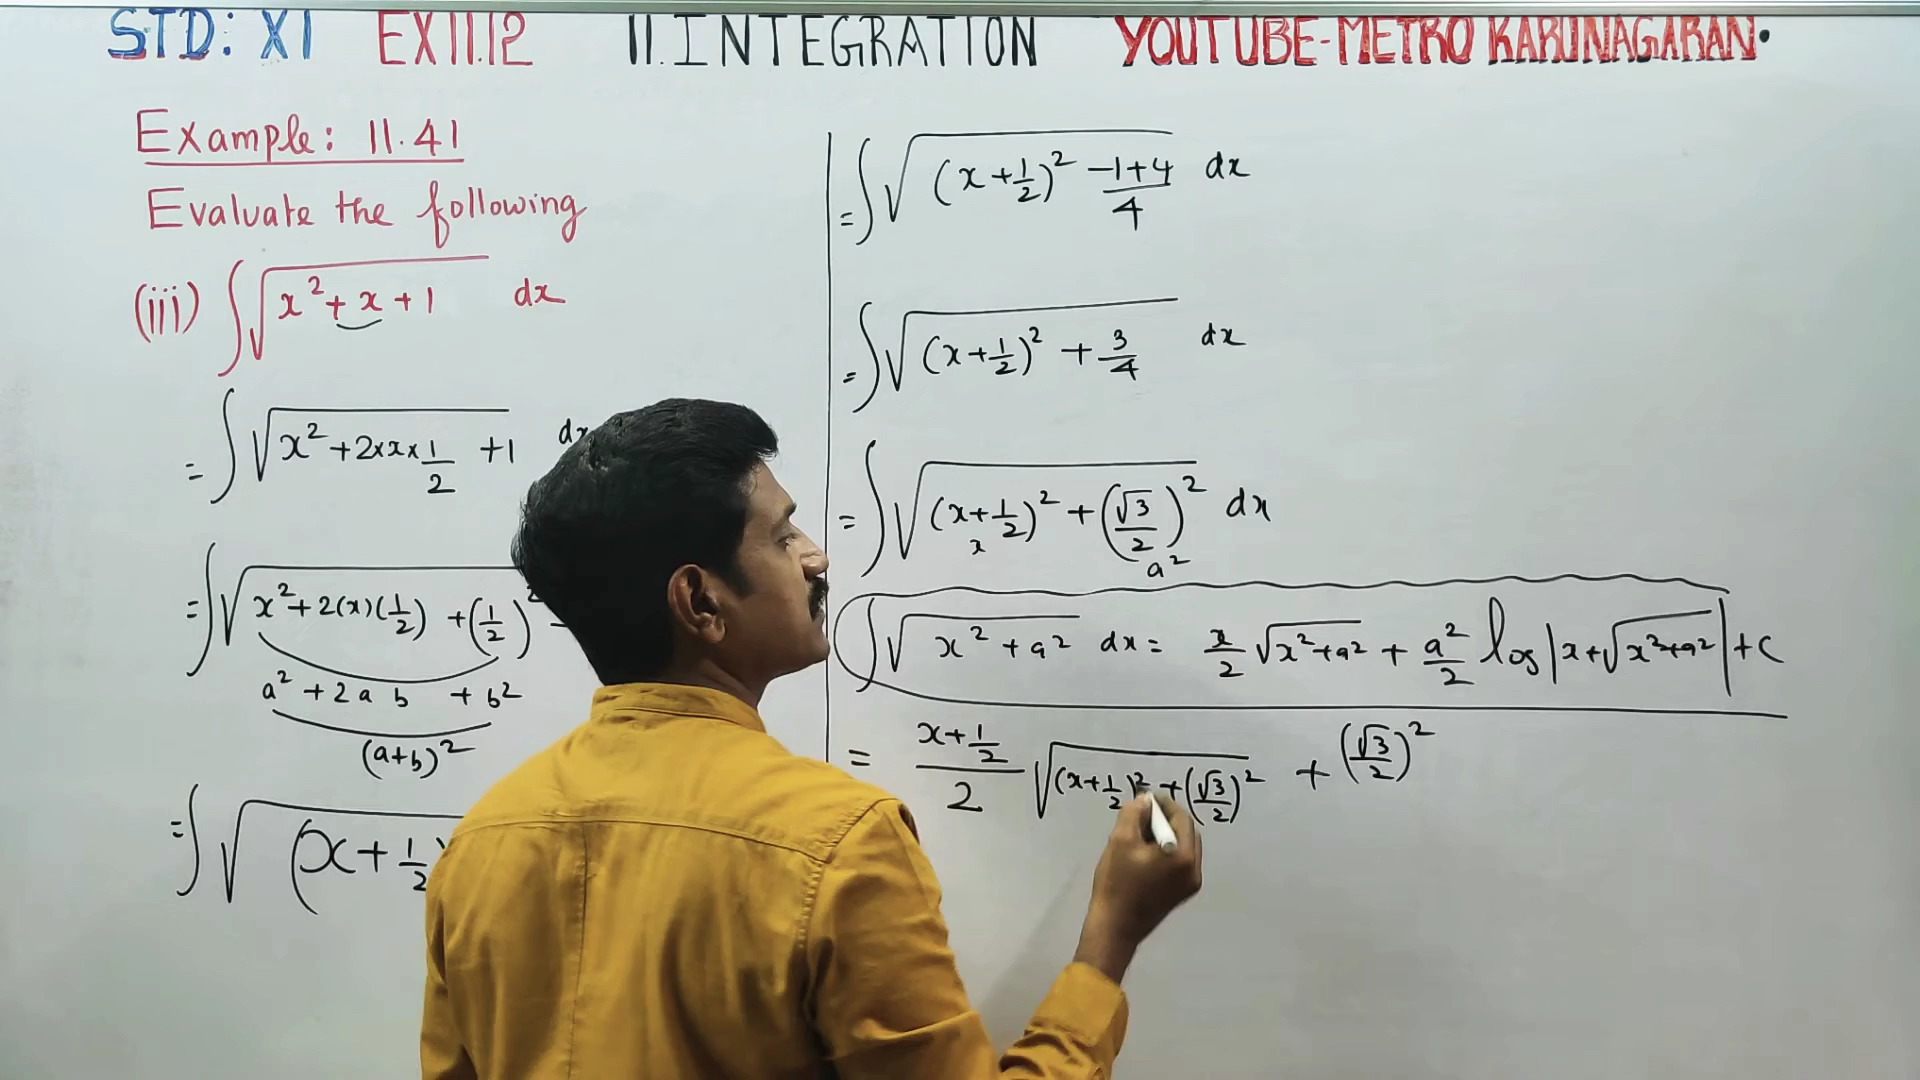 STD: XI EX11.12 11. INTEGRATION YOUTUBE-METRO KARUNAGARAN.
Example: 11.41
Evaluate the following
(iii) ∫√(x²+x+1) dx
= ∫√(x²+2×x×1/2 +1) dx
= ∫√(x²+2(x)(1/2) +(1/2)² −
a² + 2ab + b²
(a+b)²
= ∫√((x+1/2)
= ∫√((x+1/2)² (−1+4)/4) dx
= ∫√((x+1/2)² + 3/4) dx
= ∫√((x+1/2)² + (√3/2)²) dx
x a²
∫√(x²+a²) dx = x/2 √(x²+a²) + a²/2 log|x+√(x²+a²)| +c
= (x+1/2)/2 √((x+1/2)²+(√3/2)²) + (√3/2)²